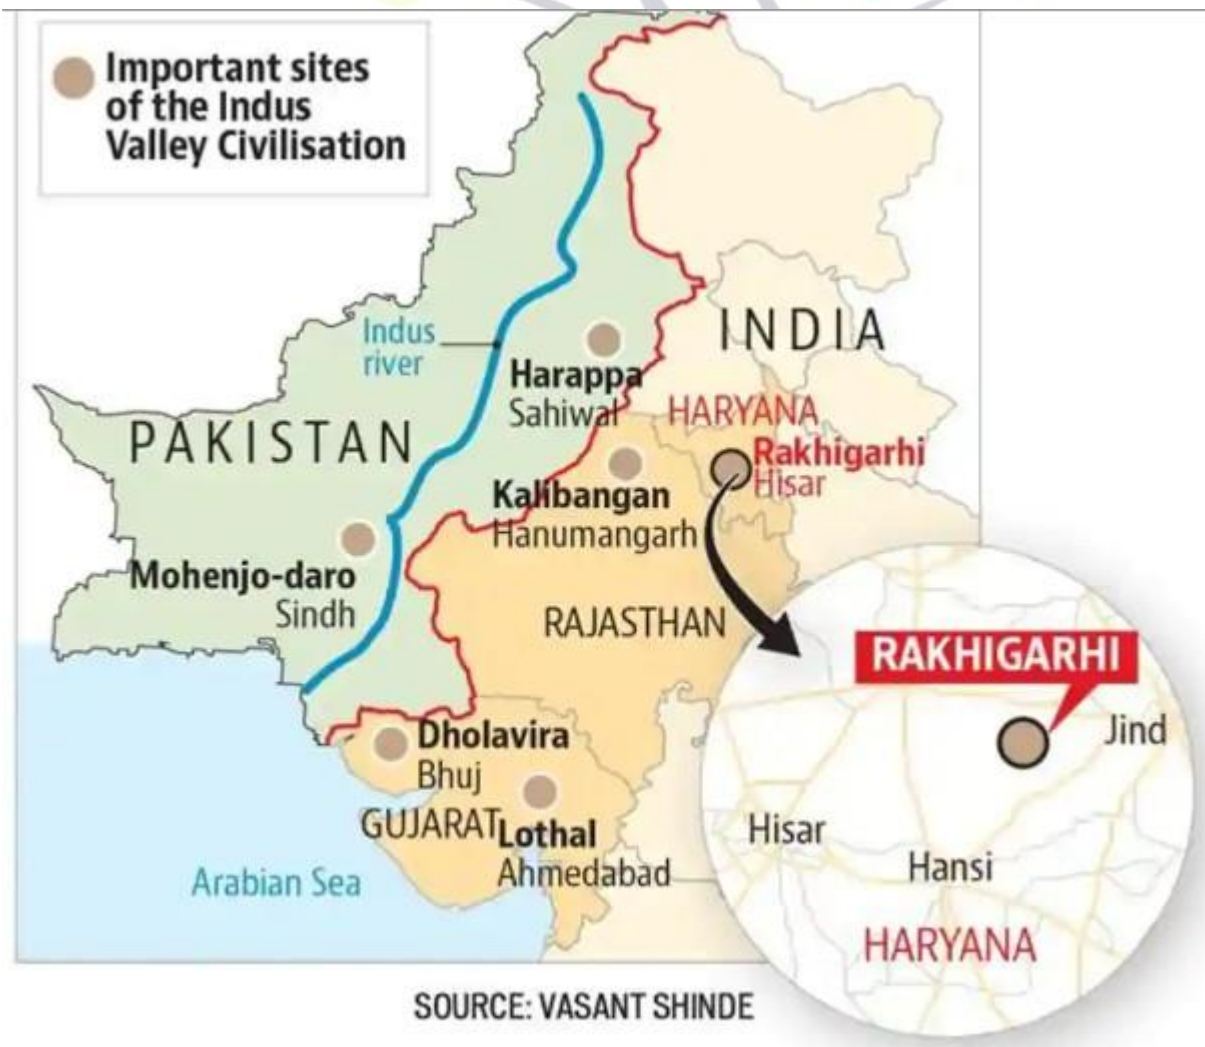 Important sites
of the Indus
Valley Civilisation
INDIA
Indus
river
Harappa
Sahiwal
HARYANA
PAKISTAN
Rakhigarhi
Hisar
Kalibangan
Hanumangarh
Mohenjo-daro
Sindh
RAJASTHAN
RAKHIGARHI
Jind
Dholavira
Bhuj
GUJARAT
Lothal
Ahmedabad
Arabian Sea
Hisar
Hansi
HARYANA
SOURCE: VASANT SHINDE